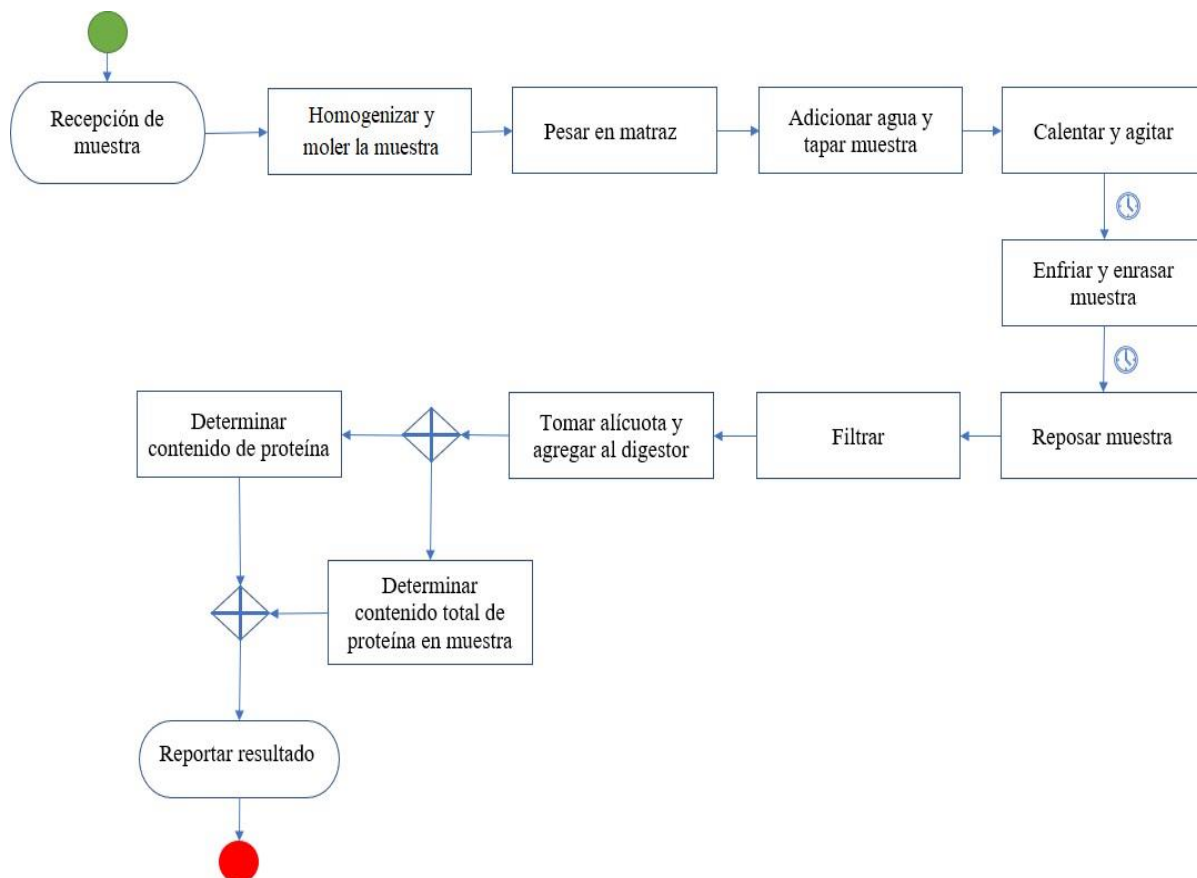 Recepción de
muestra
Homogenizar y
moler la muestra
Pesar en matraz
Adicionar agua y
tapar muestra
Calentar y agitar
Enfriar y enrasar
muestra
Reposar muestra
Filtrar
Tomar alícuota y
agregar al digestor
Determinar
contenido de proteína
Determinar
contenido total de
proteína en muestra
Reportar resultado